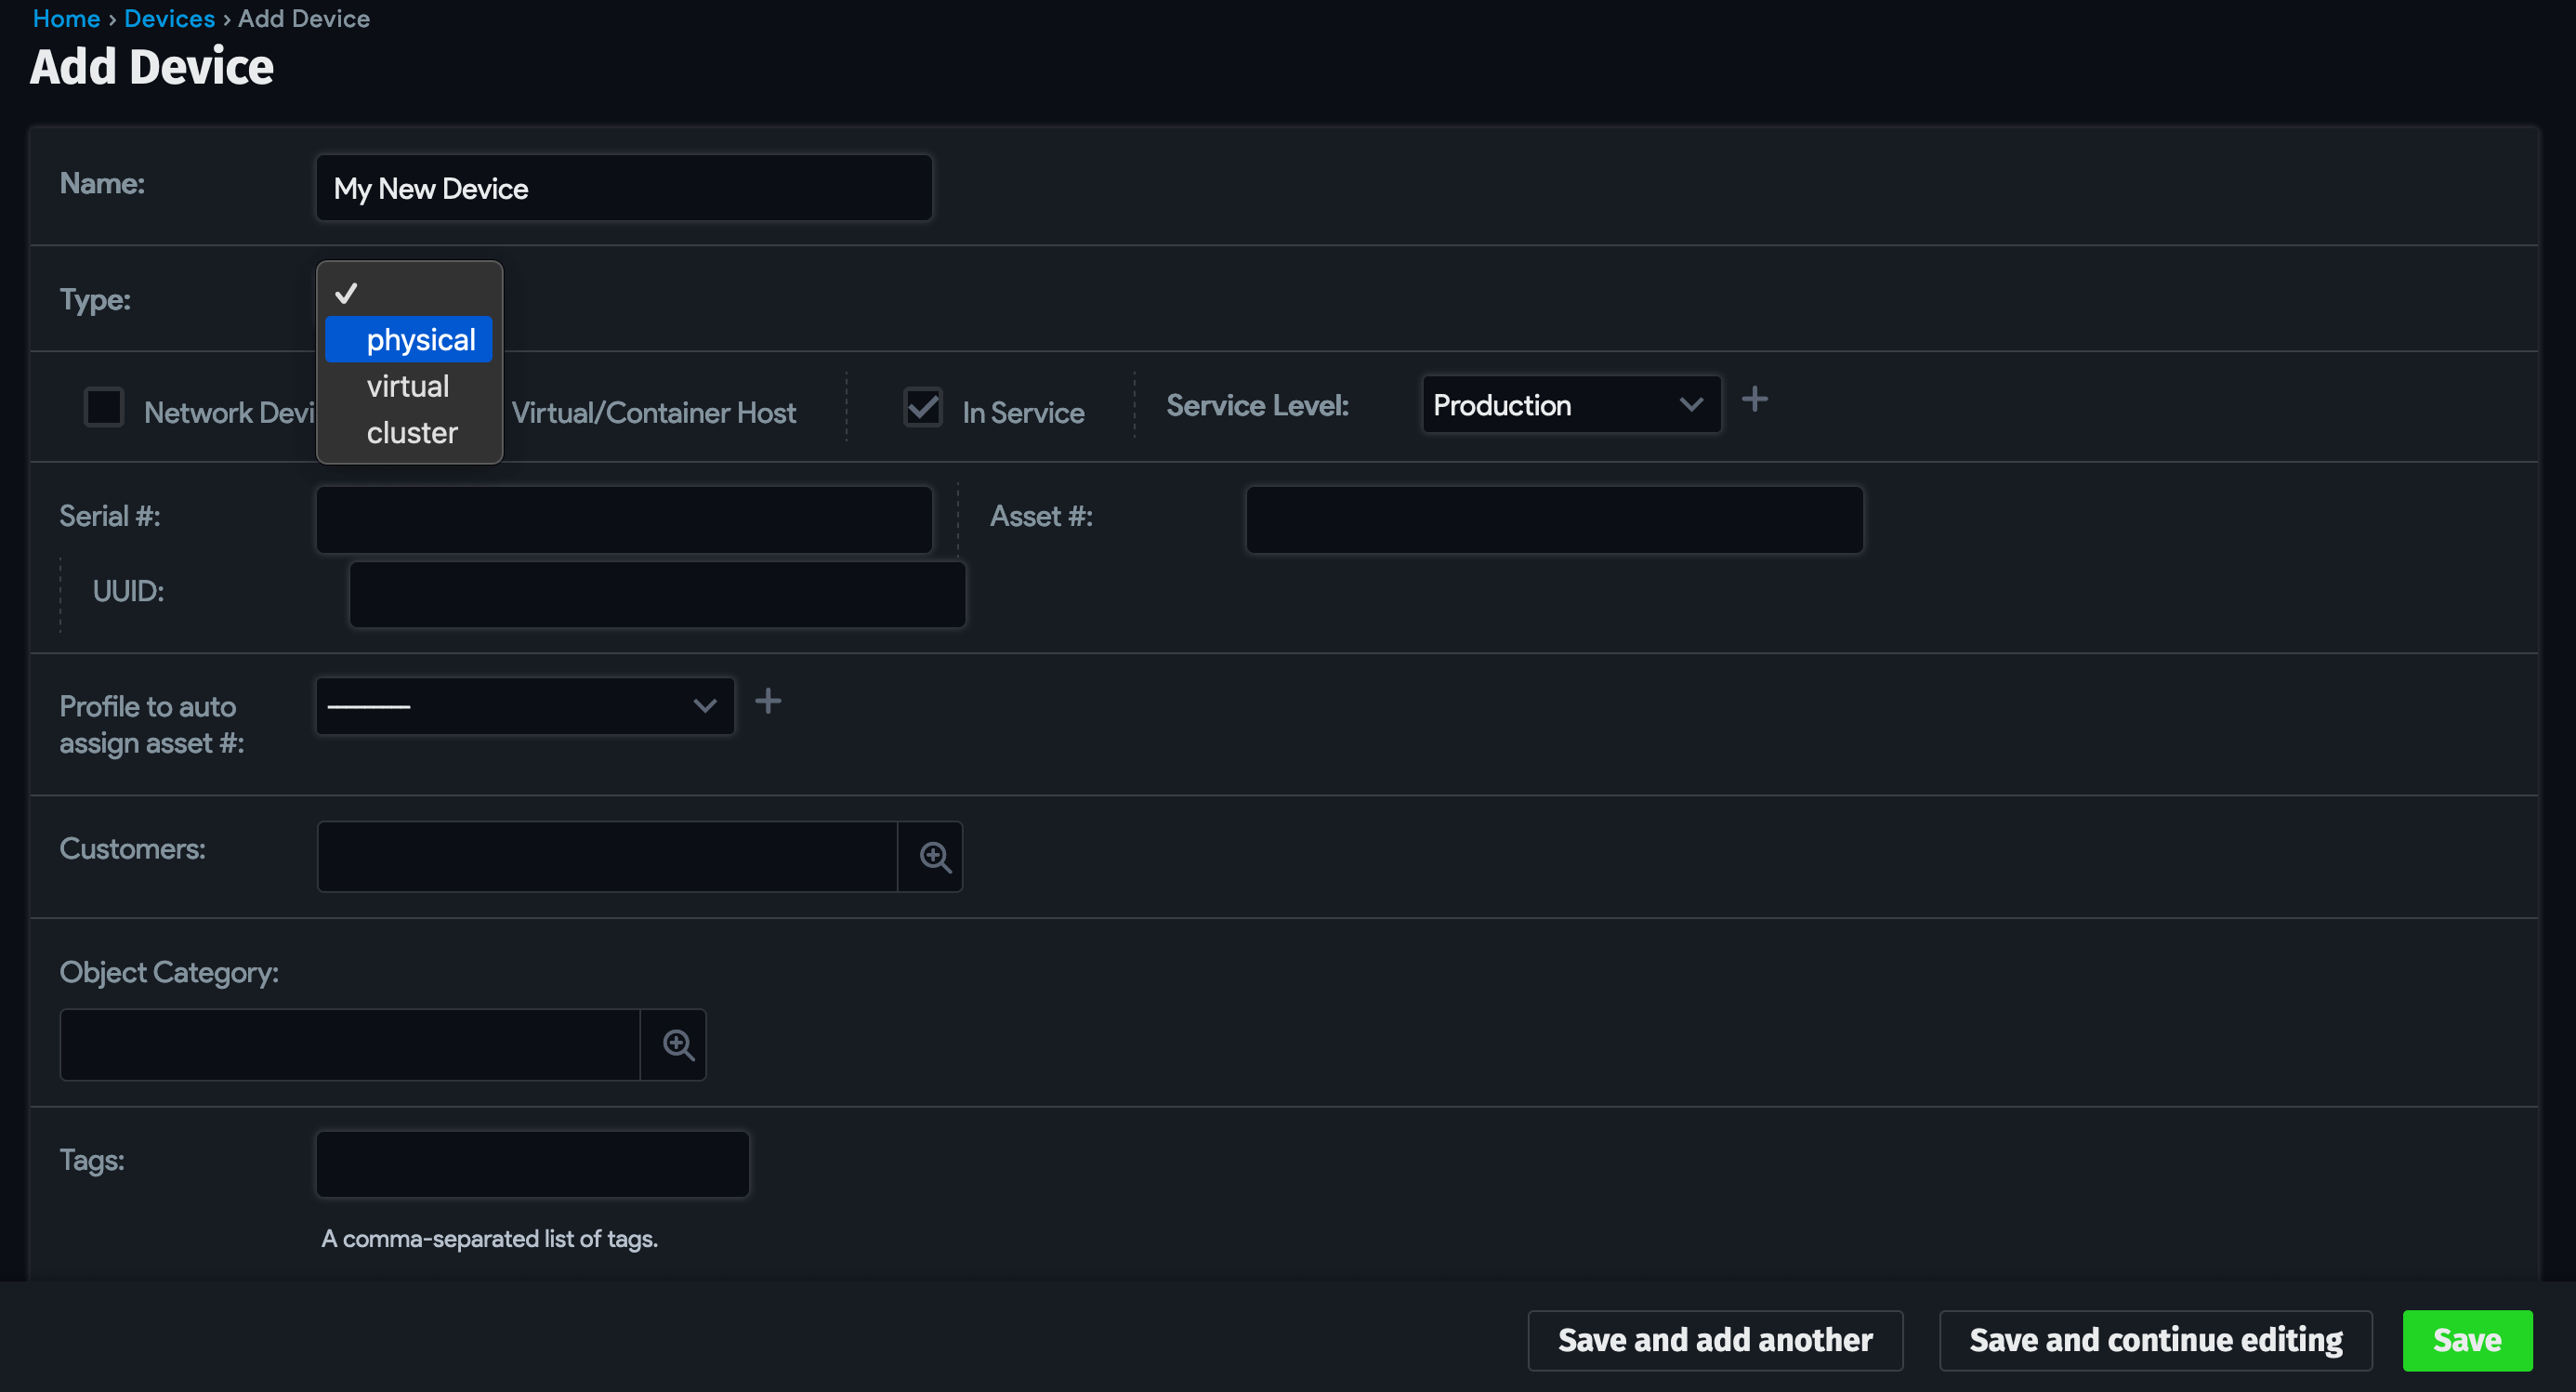 Home › Devices › Add Device
Add Device
Name: My New Device
Type:
physical
virtual
cluster
Network Devi Virtual/Container Host In Service Service Level: Production
Serial #: Asset #:
UUID:
Profile to auto
assign asset #:
Customers:
Object Category:
Tags:
A comma-separated list of tags.
Save and add another Save and continue editing Save